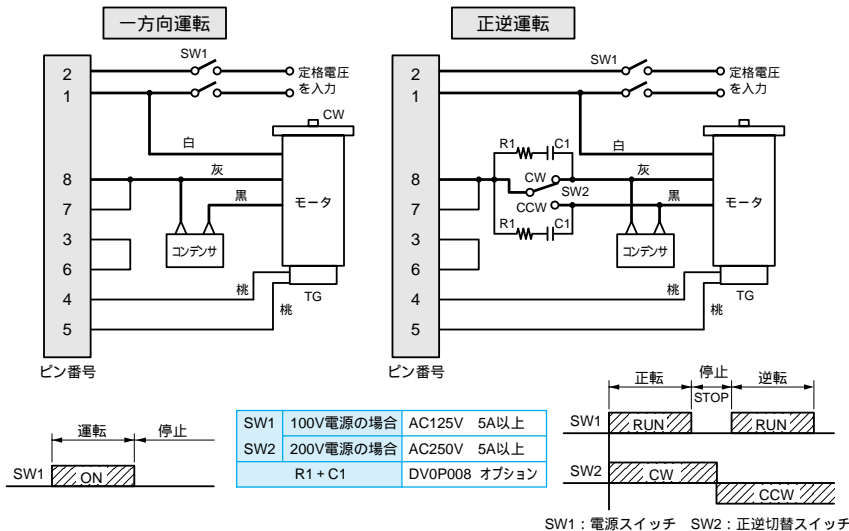 一方向運転
SW1
2
1
定格電圧
を入力
CW
白
8
灰
黒
7
モータ
3
コンデンサ
6
4
桃
TG
5
桃
ピン番号
正逆運転
SW1
2
1
定格電圧
を入力
R1
C1
白
CW
8
灰
SW2
CCW
黒
7
モータ
R1
C1
3
コンデンサ
6
4
桃
TG
5
桃
ピン番号
運転
停止
SW1
ON
SW1 100V電源の場合 AC125V 5A以上
SW2 200V電源の場合 AC250V 5A以上
R1+C1 DV0P008 オプション
正転
停止
STOP
逆転
SW1
RUN
RUN
SW2
CW
CCW
SW1:電源スイッチ SW2:正逆切替スイッチ